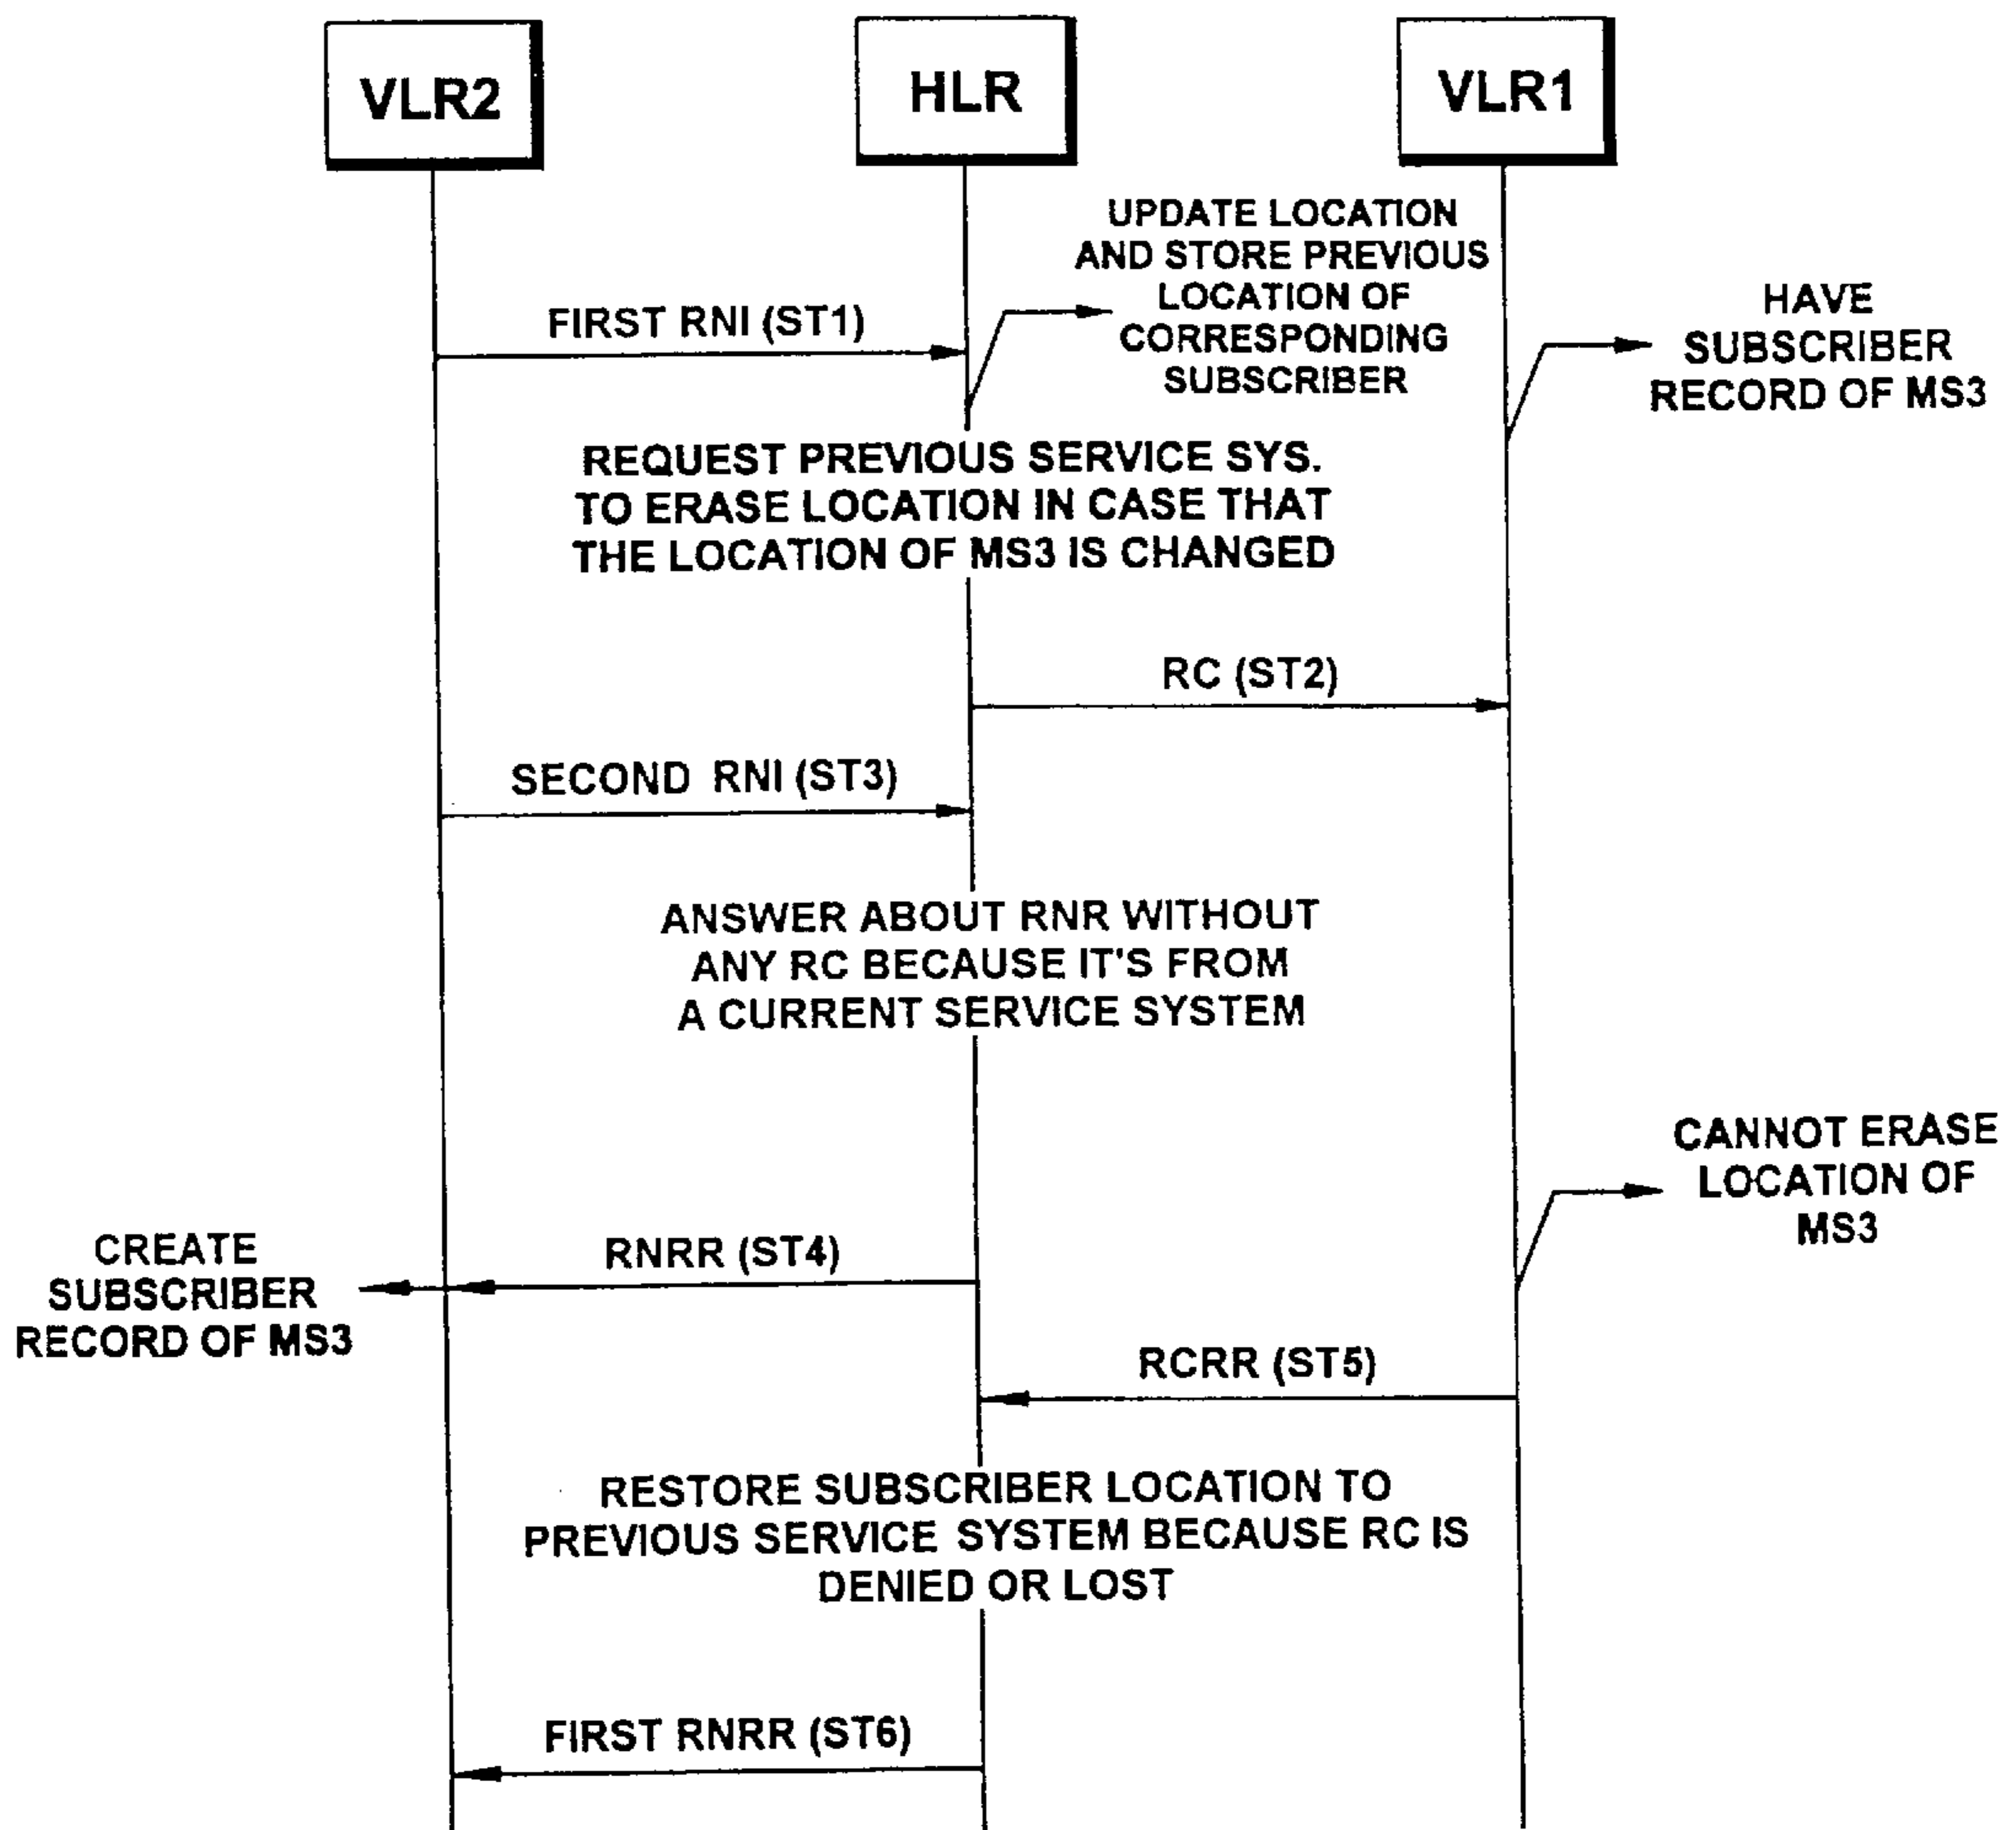 VLR2
HLR
VLR1
UPDATE LOCATION
AND STORE PREVIOUS
LOCATION OF
CORRESPONDING
SUBSCRIBER
HAVE
SUBSCRIBER
RECORD OF MS3
FIRST RNI (ST1)
REQUEST PREVIOUS SERVICE SYS.
TO ERASE LOCATION IN CASE THAT
THE LOCATION OF MS3 IS CHANGED
RC (ST2)
SECOND RNI (ST3)
ANSWER ABOUT RNR WITHOUT
ANY RC BECAUSE IT'S FROM
A CURRENT SERVICE SYSTEM
CANNOT ERASE
LOCATION OF
MS3
CREATE
SUBSCRIBER
RECORD OF MS3
RNRR (ST4)
RCRR (ST5)
RESTORE SUBSCRIBER LOCATION TO
PREVIOUS SERVICE SYSTEM BECAUSE RC IS
DENIED OR LOST
FIRST RNRR (ST6)